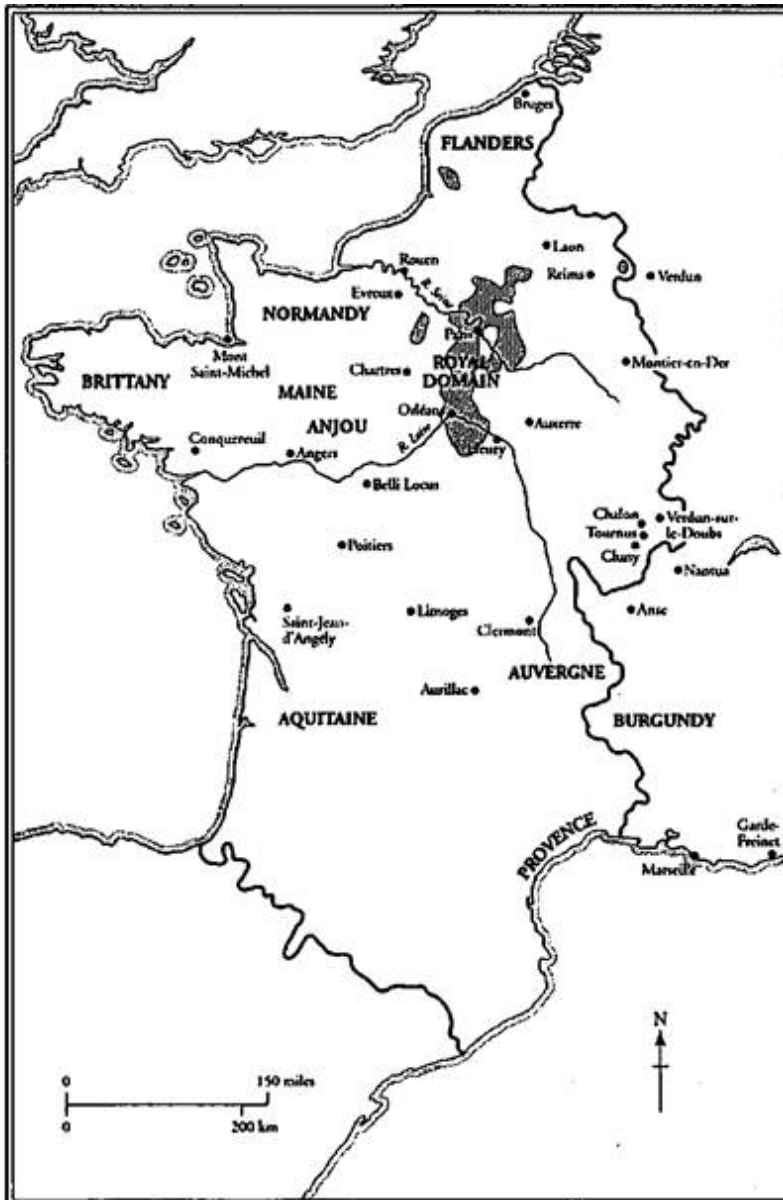 Bruges
FLANDERS
Laon
Rouen
Reims
Verdun
R. Seine
Evreux
NORMANDY
Paris
Mont
Saint-Michel
Chartres
ROYAL
DOMAIN
Montier-en-Der
BRITTANY
MAINE
Orléans
ANJOU
Auxerre
R. Loire
Conquereuil
Angers
Fleury
Belli Locus
Chalon
Verdun-sur-
le-Doubs
Tournus
Cluny
Poitiers
Nantua
Saint-Jean-
d'Angély
Limoges
Clermont
Anse
AUVERGNE
Aurillac
AQUITAINE
BURGUNDY
PROVENCE
Garde-
Freinet
Marseille
N
0 150 miles
0 200 km